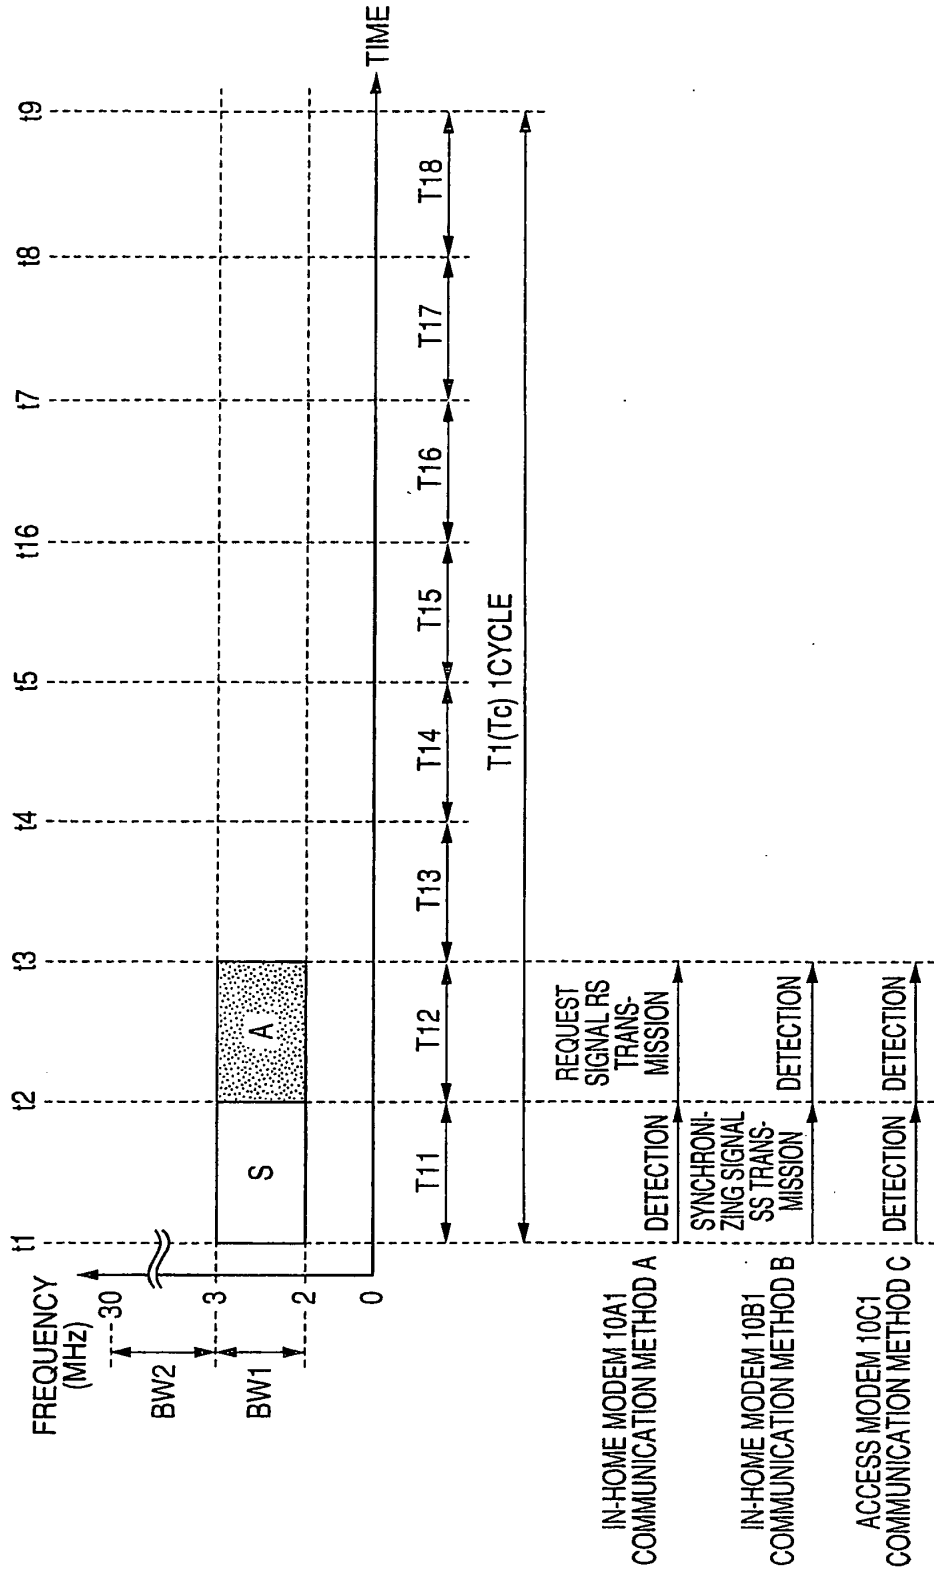 FREQUENCY
(MHz)
t1
t2
t3
t4
t5
t16
t7
t8
t9
30
3
2
0
BW2
BW1
S
A
TIME
T11
T12
T13
T14
T15
T16
T17
T18
T1(Tc) 1CYCLE
IN-HOME MODEM 10A1
COMMUNICATION METHOD A
DETECTION
REQUEST
SIGNAL RS
TRANS-
MISSION
IN-HOME MODEM 10B1
COMMUNICATION METHOD B
SYNCHRONI-
ZING SIGNAL
SS TRANS-
MISSION
DETECTION
ACCESS MODEM 10C1
COMMUNICATION METHOD C
DETECTION
DETECTION